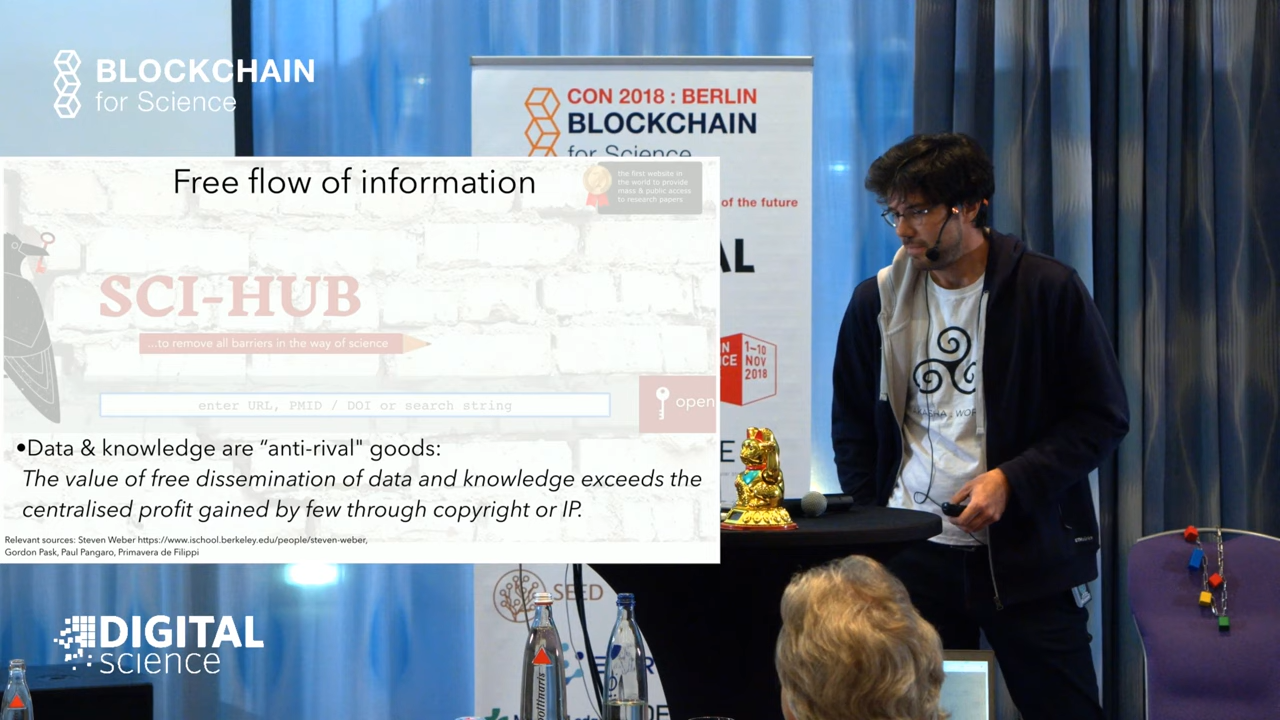 BLOCKCHAIN
for Science
CON 2018 : BERLIN
BLOCKCHAIN
for Science
of the future
AL
1-10
NOV
2018
E
Free flow of information
the first website in
the world to provide
mass & public access
to research papers
SCI-HUB
...to remove all barriers in the way of science
enter URL, PMID / DOI or search string
open
•Data & knowledge are “anti-rival" goods:
The value of free dissemination of data and knowledge exceeds the
centralised profit gained by few through copyright or IP.
Relevant sources: Steven Weber https://www.ischool.berkeley.edu/people/steven-weber,
Gordon Pask, Paul Pangaro, Primavera de Filippi
SEED
DIGITAL
science